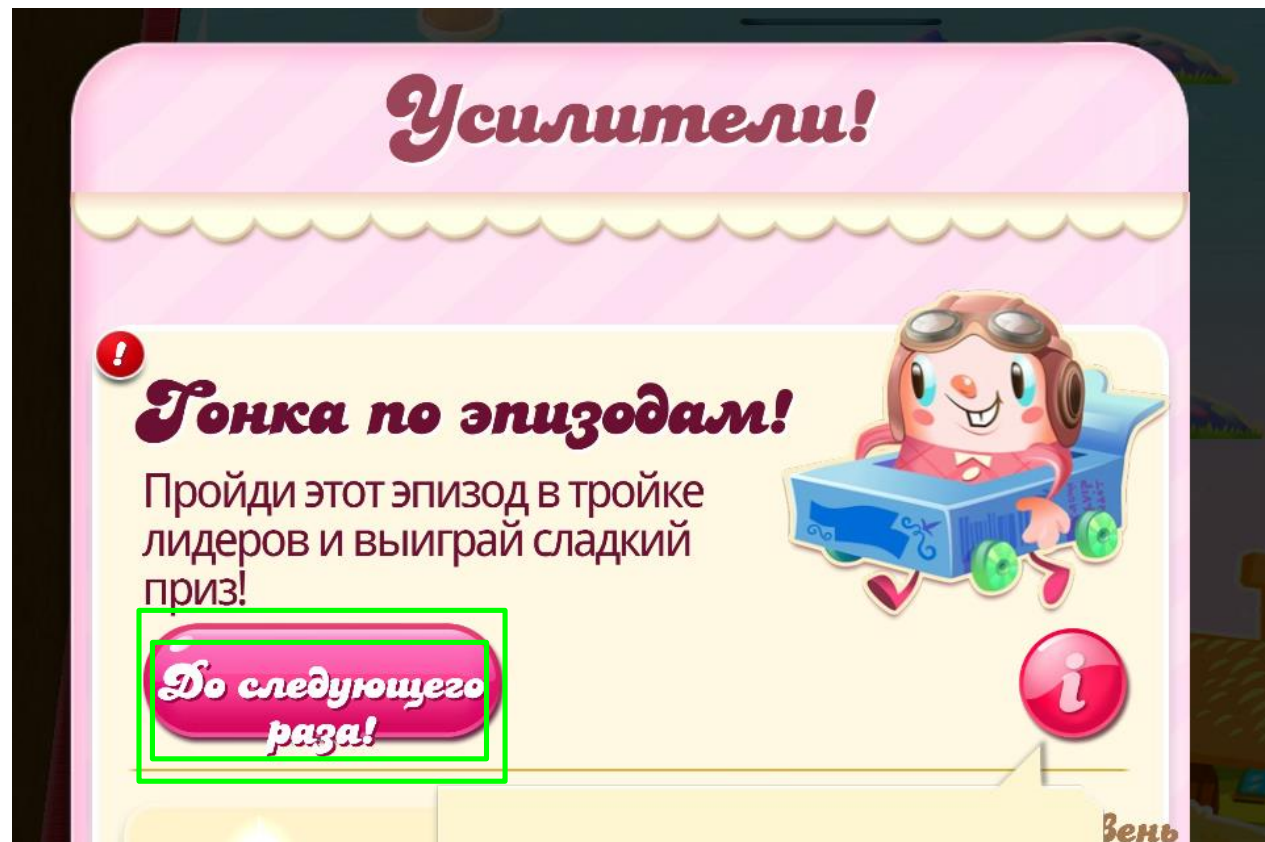 Усилители!
!
Гонка по эпизодам!
Пройди этот эпизод в тройке
лидеров и выиграй сладкий
приз!
До следующего
раза!
i